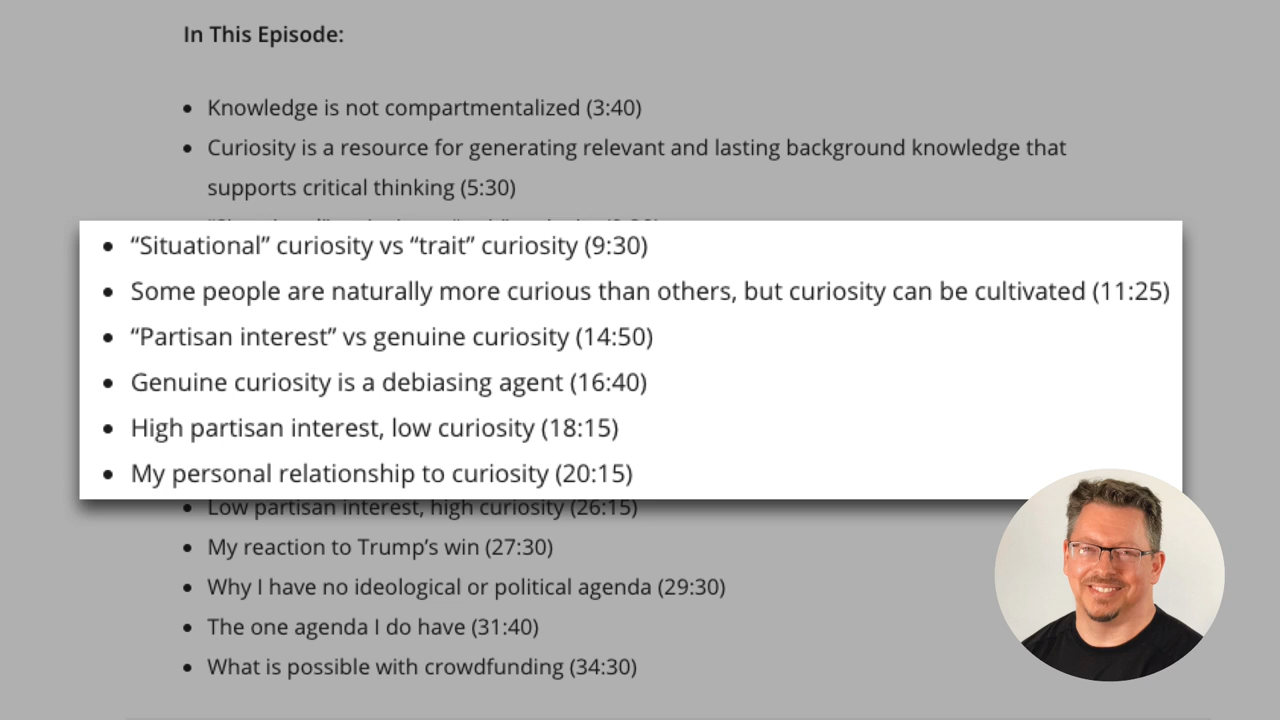 In This Episode:
• Knowledge is not compartmentalized (3:40)
• Curiosity is a resource for generating relevant and lasting background knowledge that
supports critical thinking (5:30)
• “Situational” curiosity vs “trait” curiosity (9:30)
• Some people are naturally more curious than others, but curiosity can be cultivated (11:25)
• “Partisan interest” vs genuine curiosity (14:50)
• Genuine curiosity is a debiasing agent (16:40)
• High partisan interest, low curiosity (18:15)
• My personal relationship to curiosity (20:15)
• Low partisan interest, high curiosity (26:15)
• My reaction to Trump’s win (27:30)
• Why I have no ideological or political agenda (29:30)
• The one agenda I do have (31:40)
• What is possible with crowdfunding (34:30)